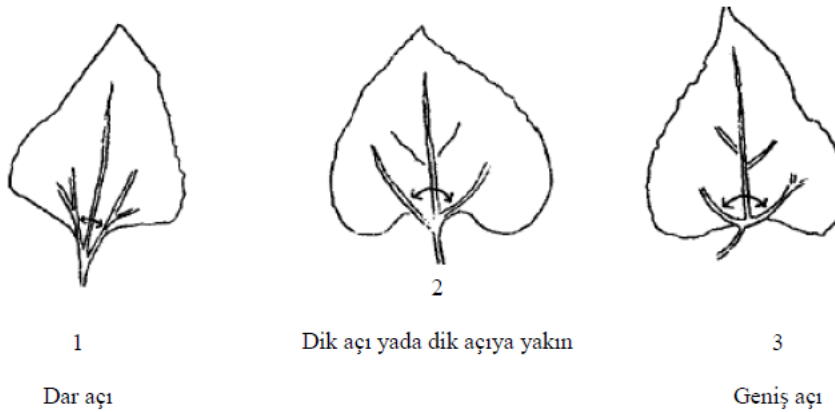 2
1
Dik açı yada dik açıya yakın
3
Dar açı
Geniş açı